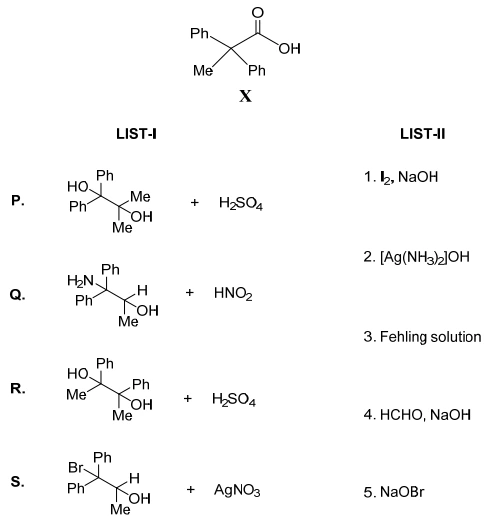 Ph O
OH
Me Ph
X
LIST-I LIST-II
P. HO Ph Me Ph OH Me + H₂SO₄
1. I₂, NaOH
Q. H₂N Ph H Ph OH Me + HNO₂
2. [Ag(NH₃)₂]OH
3. Fehling solution
R. HO Ph Ph Me OH Me + H₂SO₄
4. HCHO, NaOH
S. Br Ph H Ph OH Me + AgNO₃
5. NaOBr